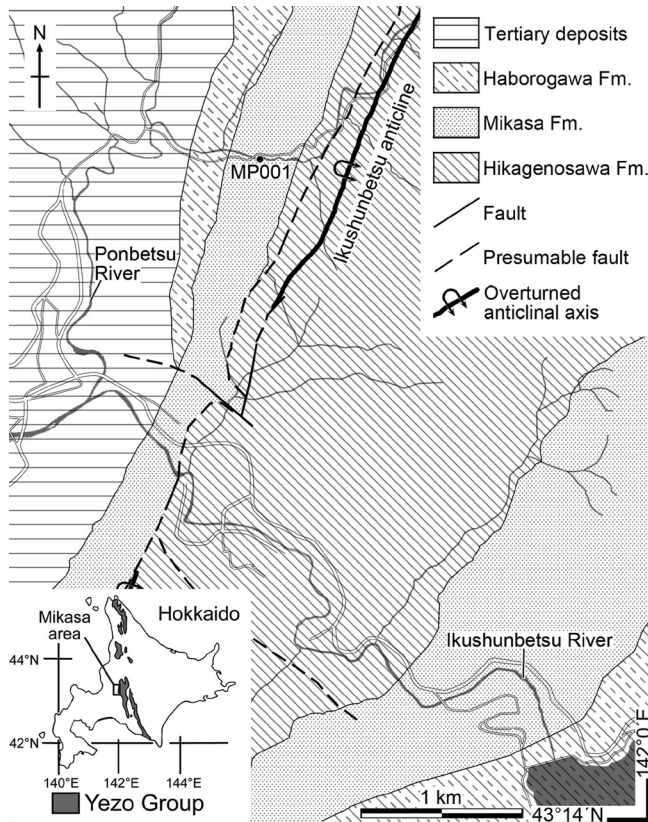 N
Tertiary deposits
Haborogawa Fm.
Mikasa Fm.
Hikagenosawa Fm.
Fault
Presumable fault
Overturned
anticlinal axis
MP001
Ikushunbetsu anticline
Ponbetsu
River
Ikushunbetsu River
Mikasa
area
Hokkaido
44°N
42°N
140°E
142°E
144°E
Yezo Group
1 km
43°14´N
142°0´E